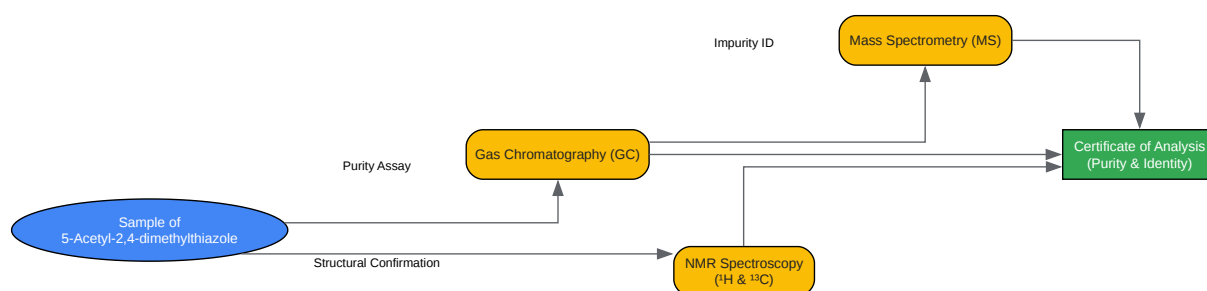 Impurity ID
Mass Spectrometry (MS)
Purity Assay
Gas Chromatography (GC)
Certificate of Analysis
(Purity & Identity)
Sample of
5-Acetyl-2,4-dimethylthiazole
Structural Confirmation
NMR Spectroscopy
(¹H & ¹³C)